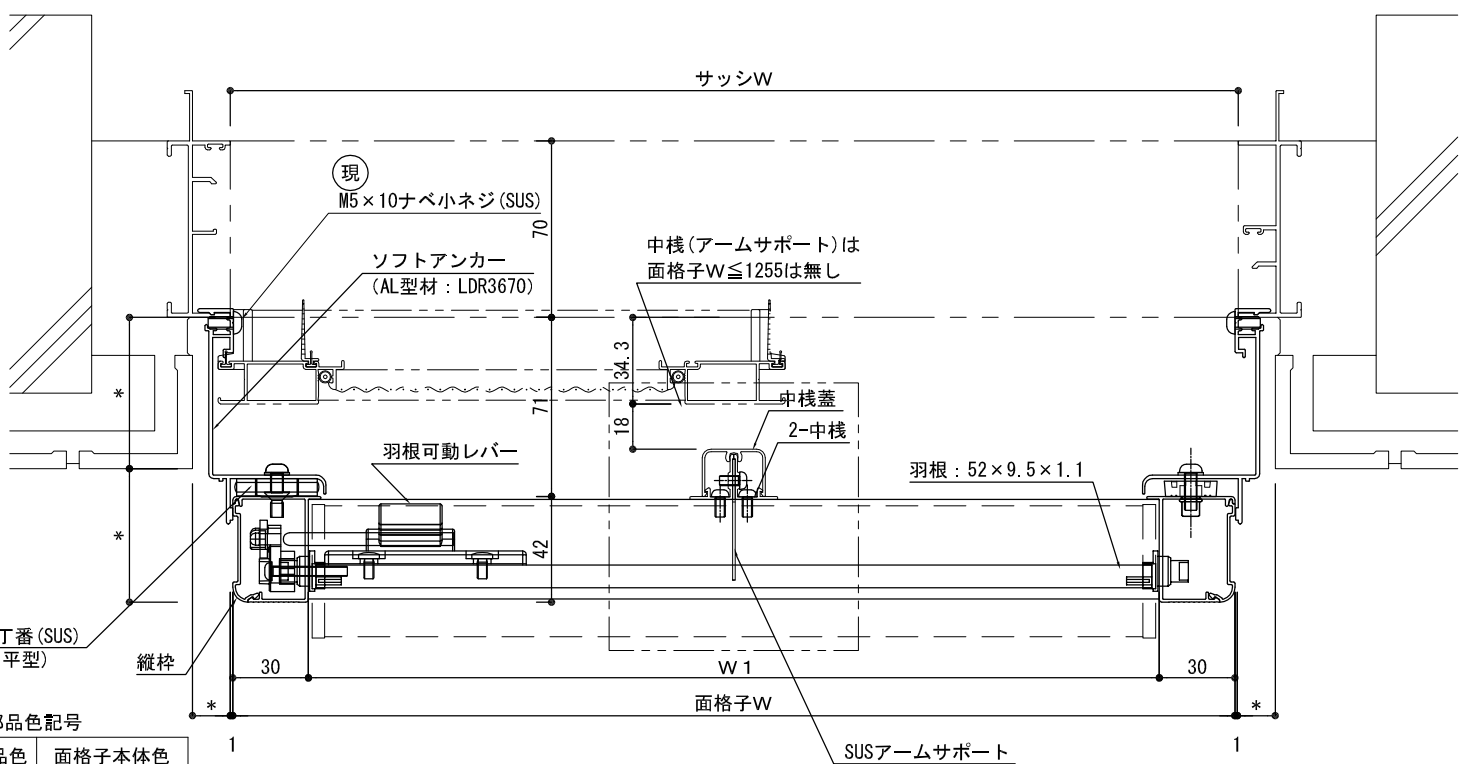 サッシW
現
M5×10ナベ小ネジ(SUS)
70
ソフトアンカー
(AL型材：LDR3670)
中桟(アームサポート)は
面格子W≦1255は無し
34.3
*
71
18
中桟蓋
2-中桟
羽根可動レバー
羽根：52×9.5×1.1
*
42
丁番(SUS)
平型)
縦枠
30
W1
30
*
面格子W
*
部品色記号
1
1
品色
面格子本体色
SUSアームサポート